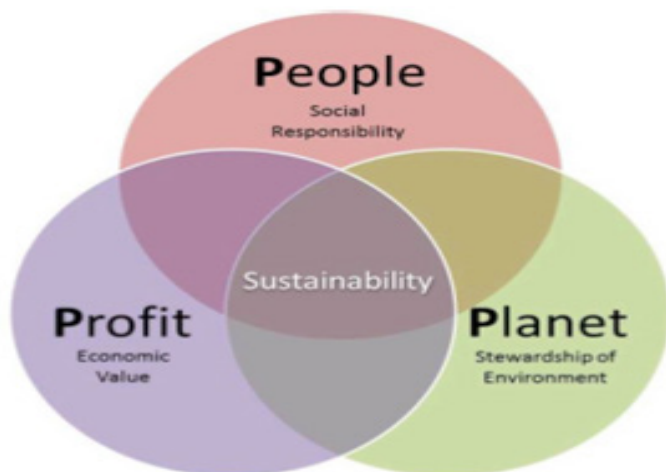 People
Social
Responsibility
Sustainability
Profit
Economic
Value
Planet
Stewardship of
Environment